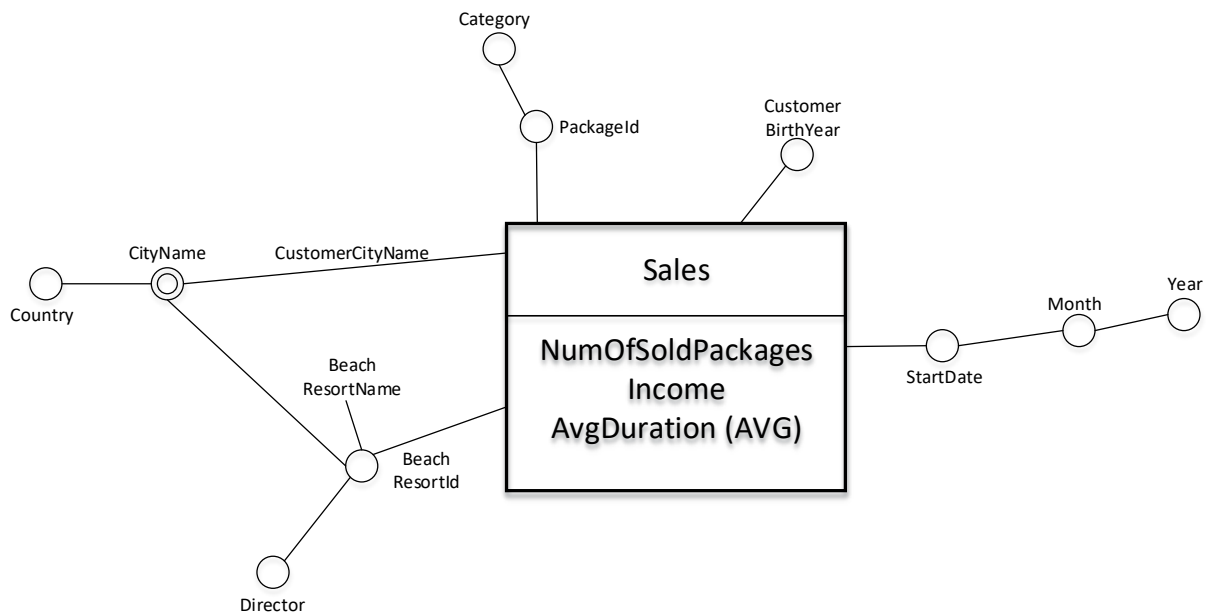 Category
PackageId
Customer
BirthYear
CityName
CustomerCityName
Country
Sales
Year
Month
StartDate
NumOfSoldPackages
Income
AvgDuration (AVG)
Beach
ResortName
Beach
ResortId
Director